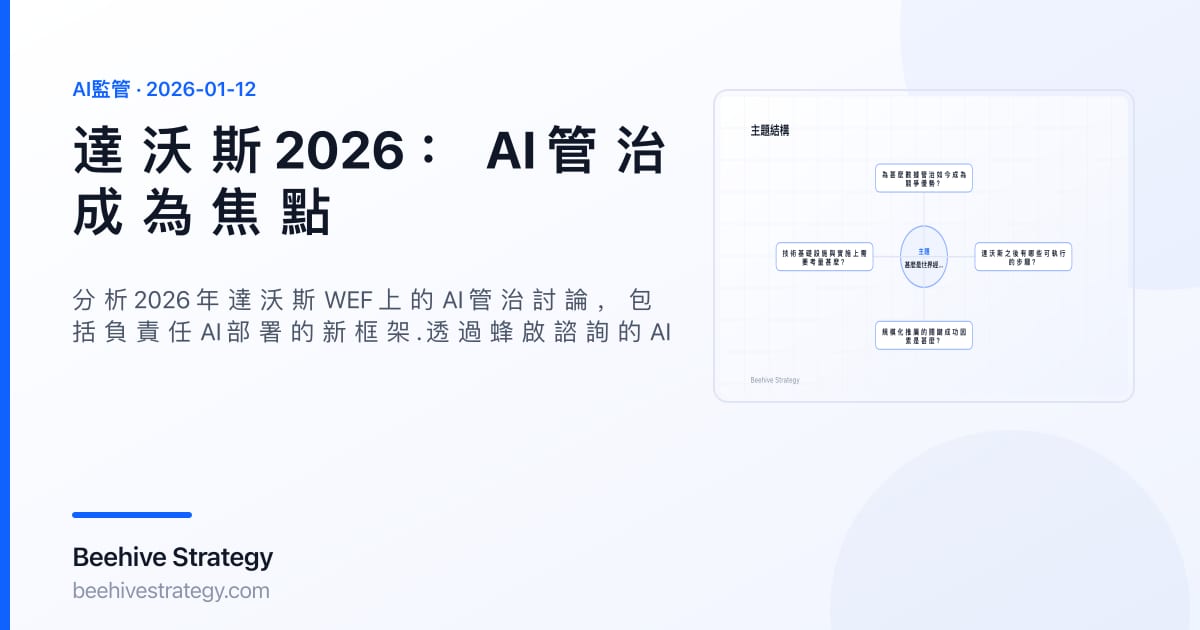 AI監管 · 2026-01-12
達沃斯2026： AI管治
成為焦點
分析2026年達沃斯WEF上的AI管治討論，包
括負責任AI部署的新框架.透過蜂啟諮詢的AI
Beehive Strategy
beehivestrategy.com
主題結構
為甚麼數據管治如今成為
競爭優勢？
技術基礎設施與實施上需
要考量甚麼？
主題
甚麼是世界經...
達沃斯之後有哪些可執行
的步驟？
規模化推廣的關鍵成功因
素是甚麼？
Beehive Strategy